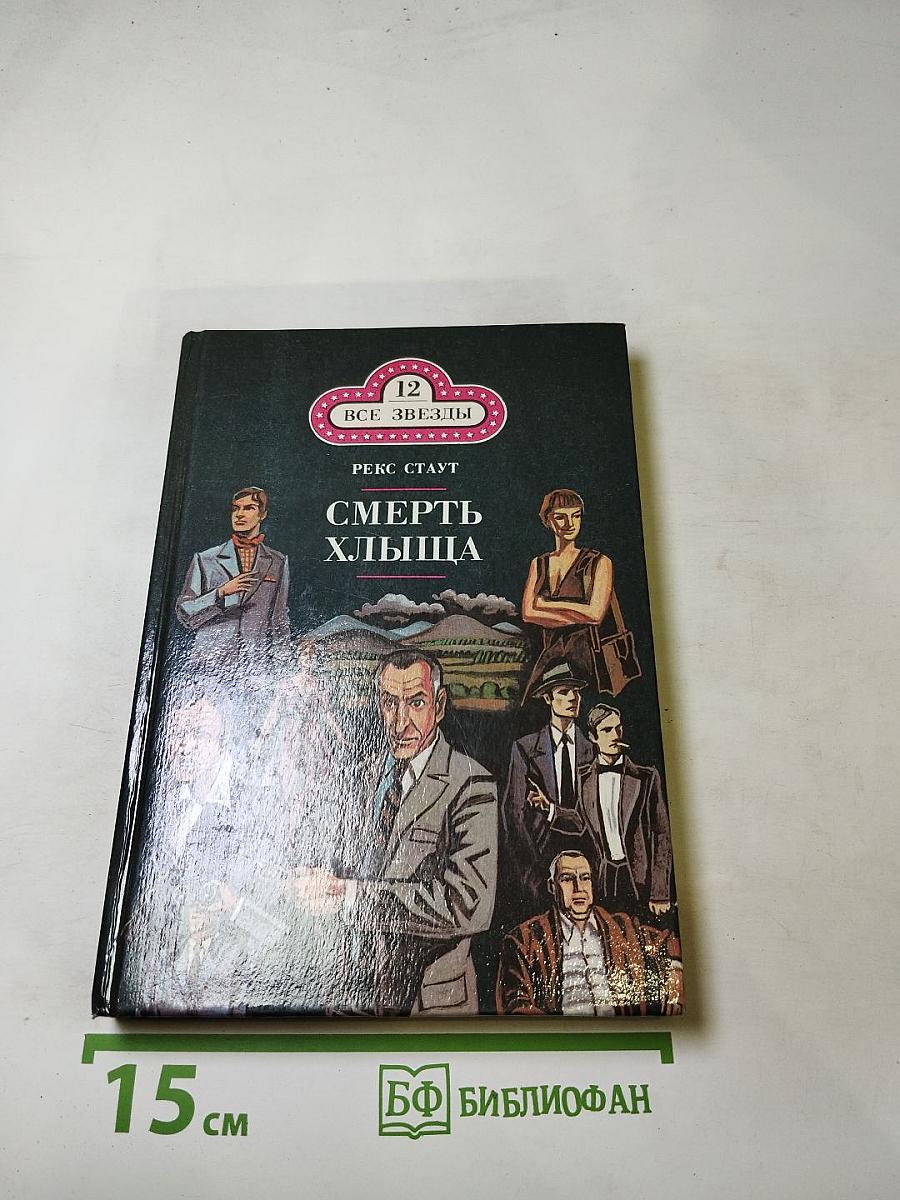 12
ВСЕ ЗВЕЗДЫ
РЕКС СТАУТ
СМЕРТЬ
ХЛЫЩА
15 см
БФ БИБЛИОФАН